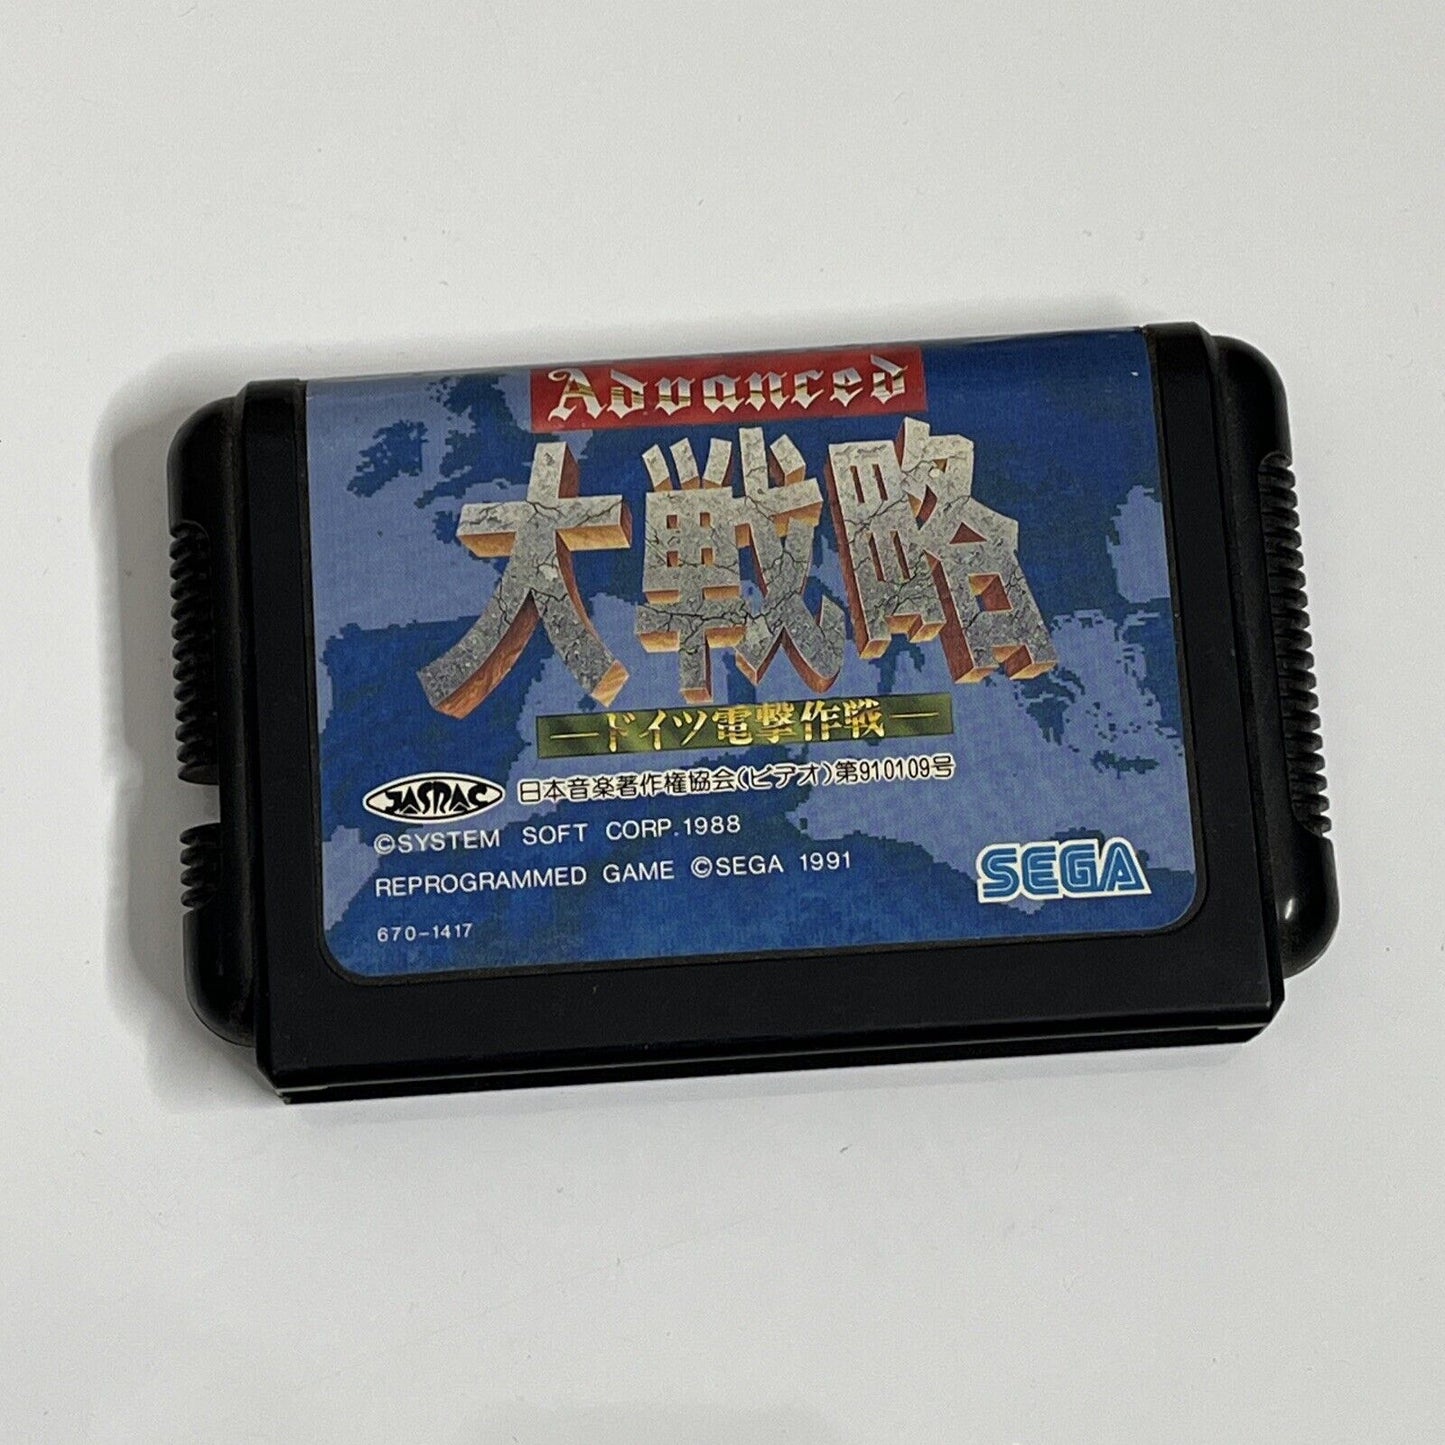 Advanced
大戦略
―ドイツ電撃作戦―
JASRAC 日本音楽著作権協会(ビデオ)第910109号
©SYSTEM SOFT CORP.1988
REPROGRAMMED GAME ©SEGA 1991
SEGA
670-1417